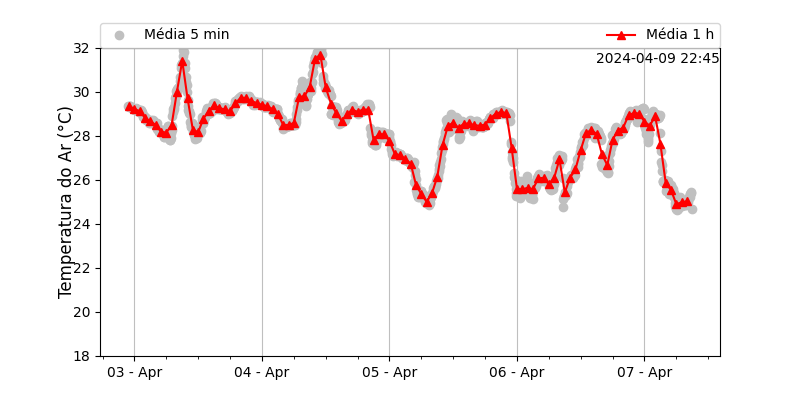 Média 5 min
Média 1 h
2024-04-09 22:45
Temperatura do Ar (°C)
32
30
28
26
24
22
20
18
03 - Apr
04 - Apr
05 - Apr
06 - Apr
07 - Apr